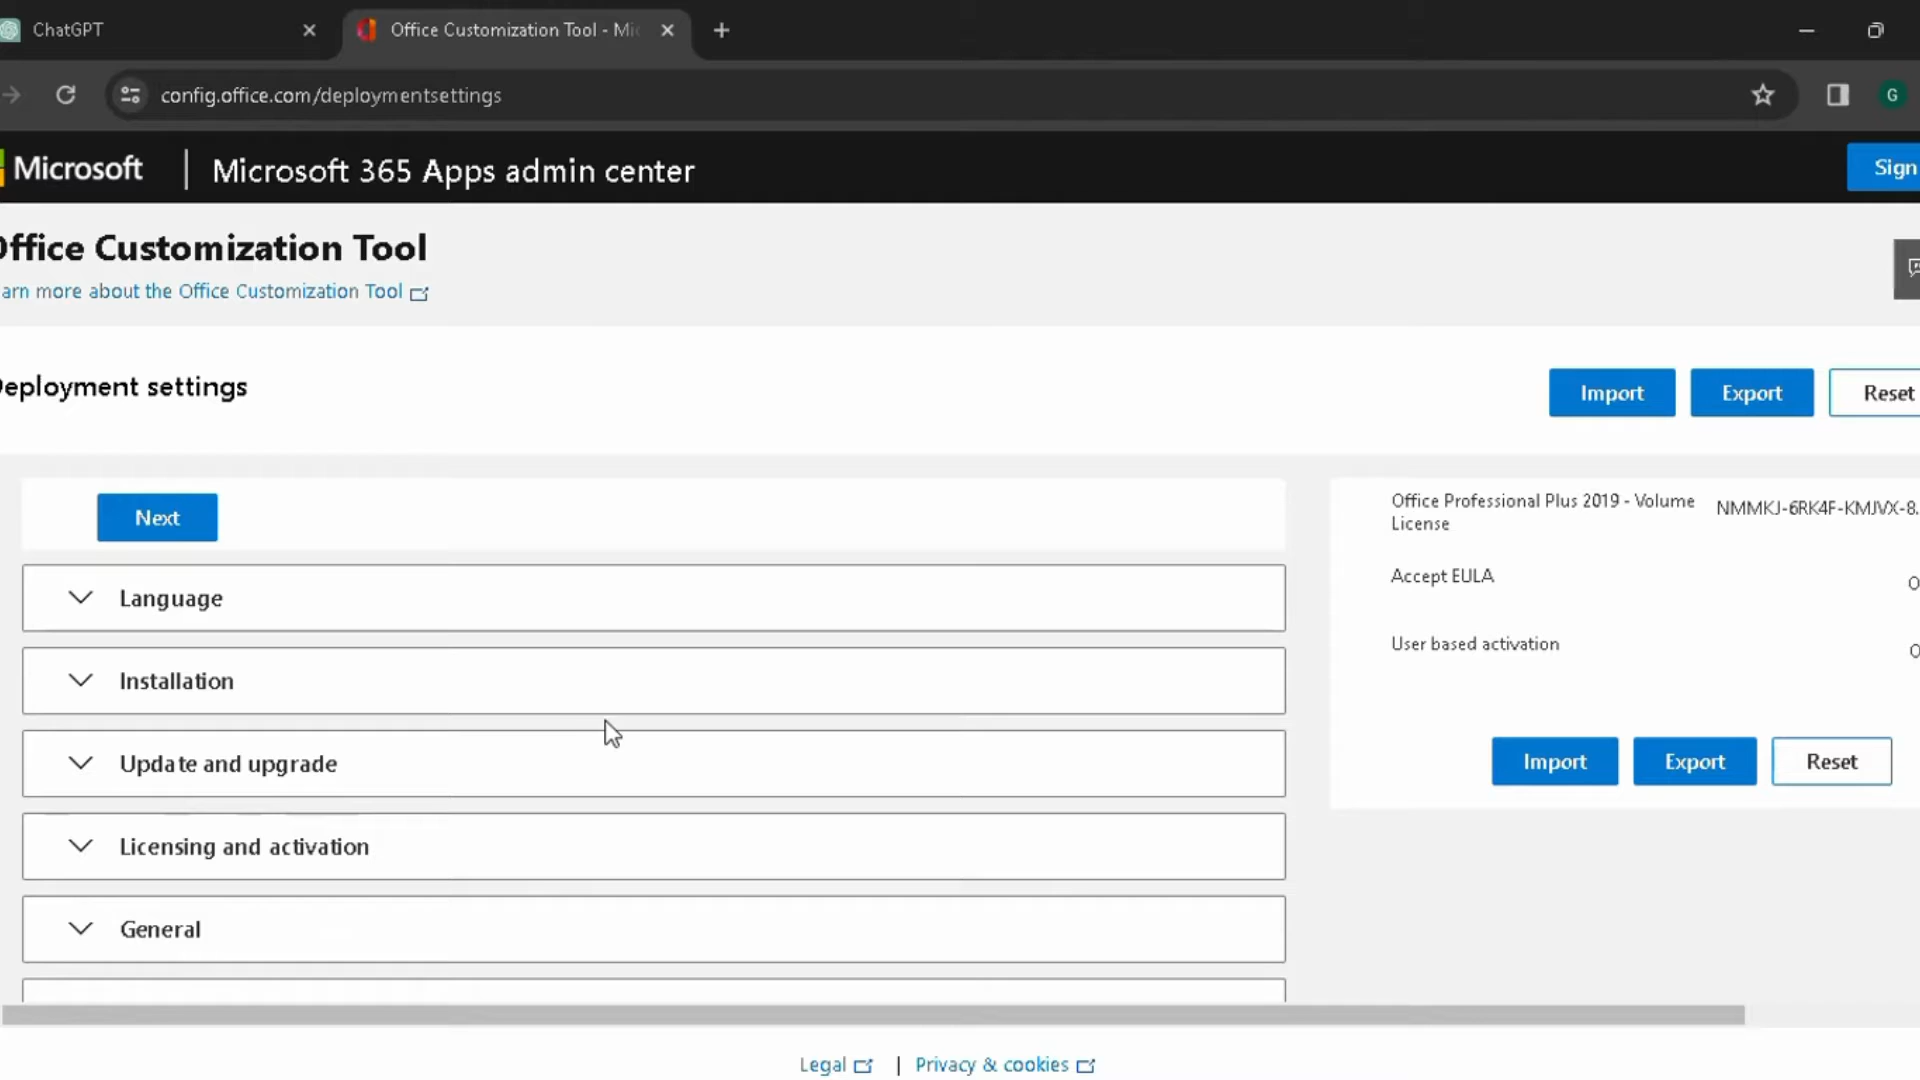 ChatGPT
Office Customization Tool - Mi
config.office.com/deploymentsettings
G
Microsoft | Microsoft 365 Apps admin center
Sign
Office Customization Tool
earn more about the Office Customization Tool
Deployment settings
Import
Export
Reset
Next
Office Professional Plus 2019 - Volume
License
NMMKJ-6RK4F-KMJVX-8.
Accept EULA
O
Language
User based activation
O
Installation
Update and upgrade
Import
Export
Reset
Licensing and activation
General
Legal | Privacy & cookies